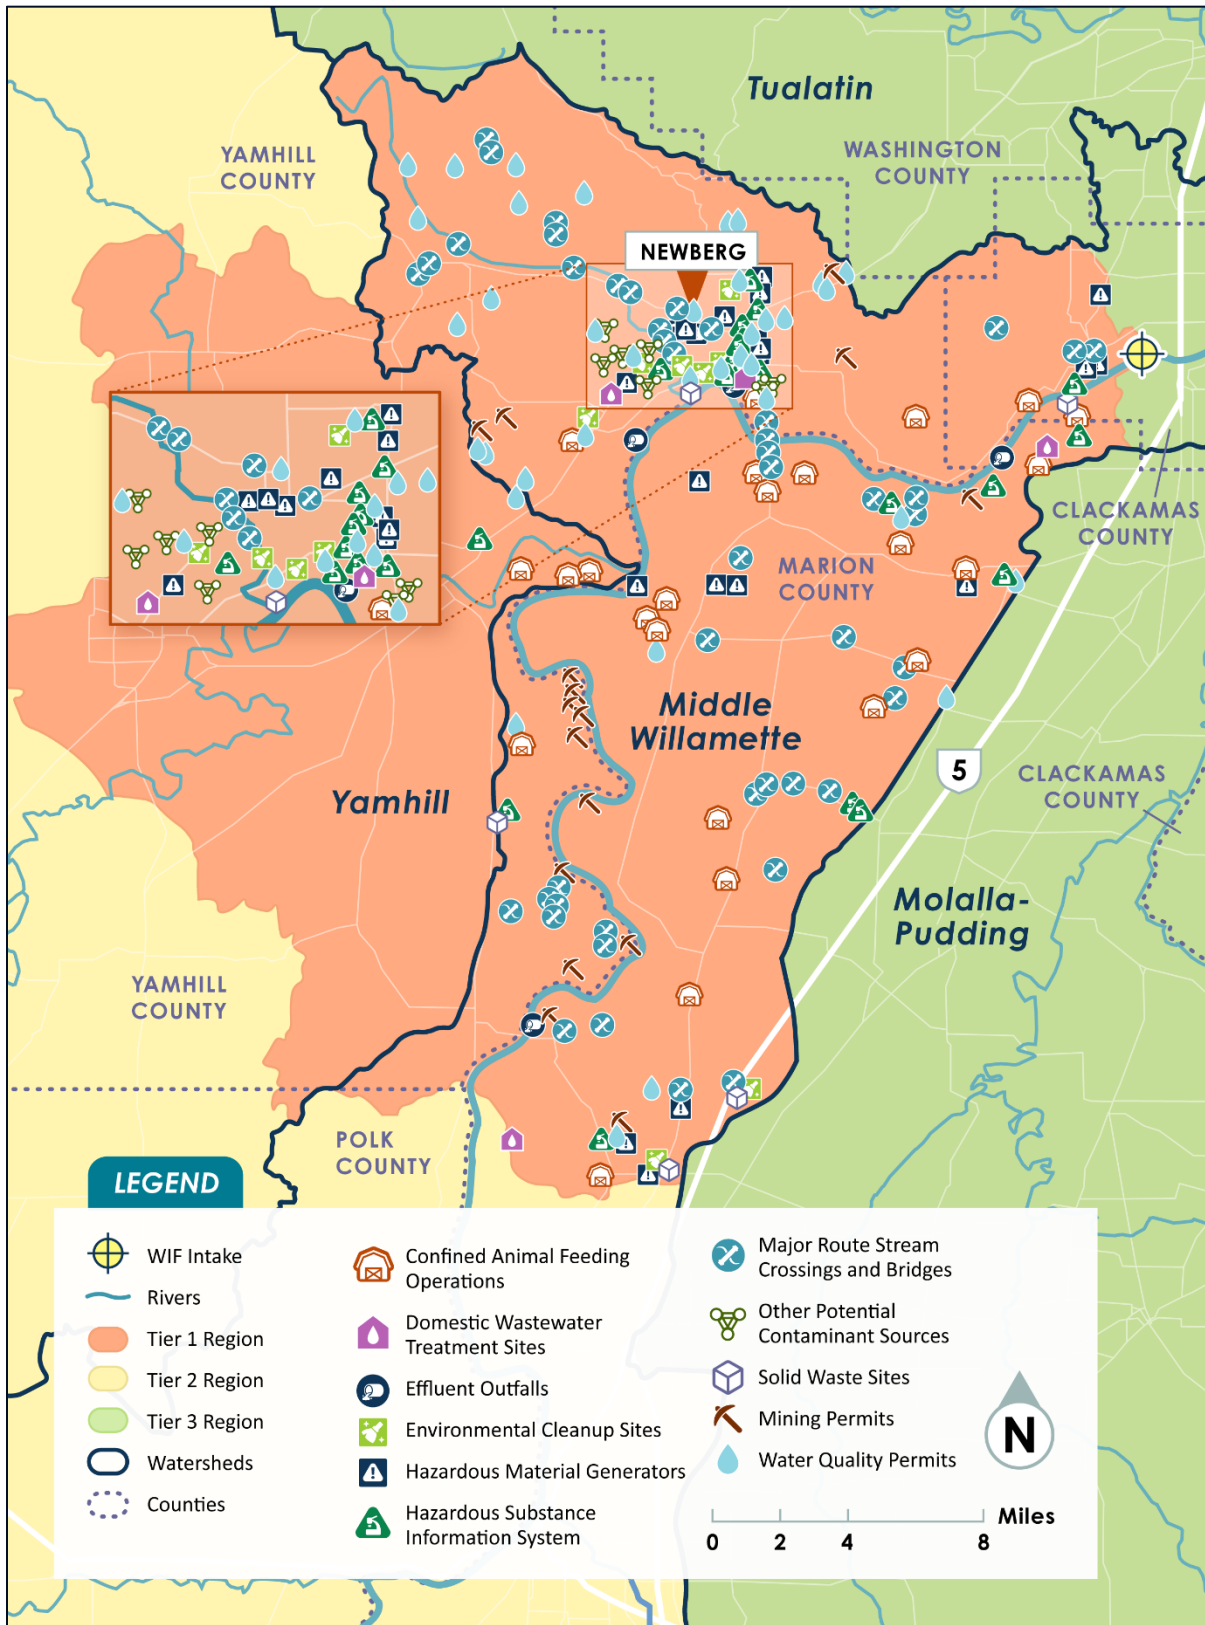 Tualatin
YAMHILL
COUNTY
WASHINGTON
COUNTY
NEWBERG
CLACKAMAS
COUNTY
MARION
COUNTY
Middle
Willamette
5
CLACKAMAS
COUNTY
Yamhill
Molalla-
Pudding
YAMHILL
COUNTY
POLK
COUNTY
LEGEND
WIF Intake
Rivers
Tier 1 Region
Tier 2 Region
Tier 3 Region
Watersheds
Counties
Confined Animal Feeding
Operations
Domestic Wastewater
Treatment Sites
Effluent Outfalls
Environmental Cleanup Sites
Hazardous Material Generators
Hazardous Substance
Information System
Major Route Stream
Crossings and Bridges
Other Potential
Contaminant Sources
Solid Waste Sites
Mining Permits
Water Quality Permits
N
Miles
0 2 4 8